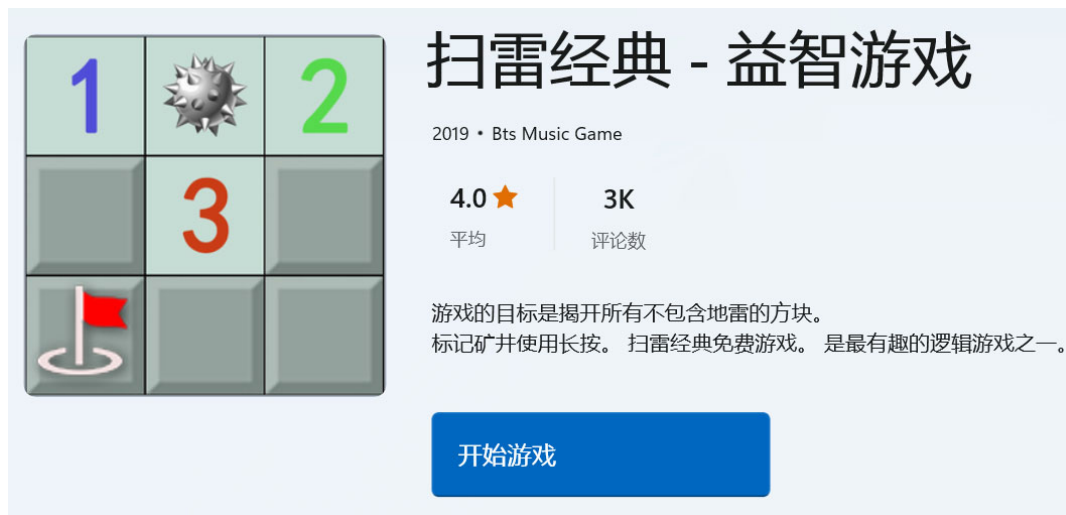 1 2
3
扫雷经典 - 益智游戏
2019 • Bts Music Game
4.0 3K
平均 评论数
游戏的目标是揭开所有不包含地雷的方块。
标记矿井使用长按。 扫雷经典免费游戏。 是最有趣的逻辑游戏之一。
开始游戏